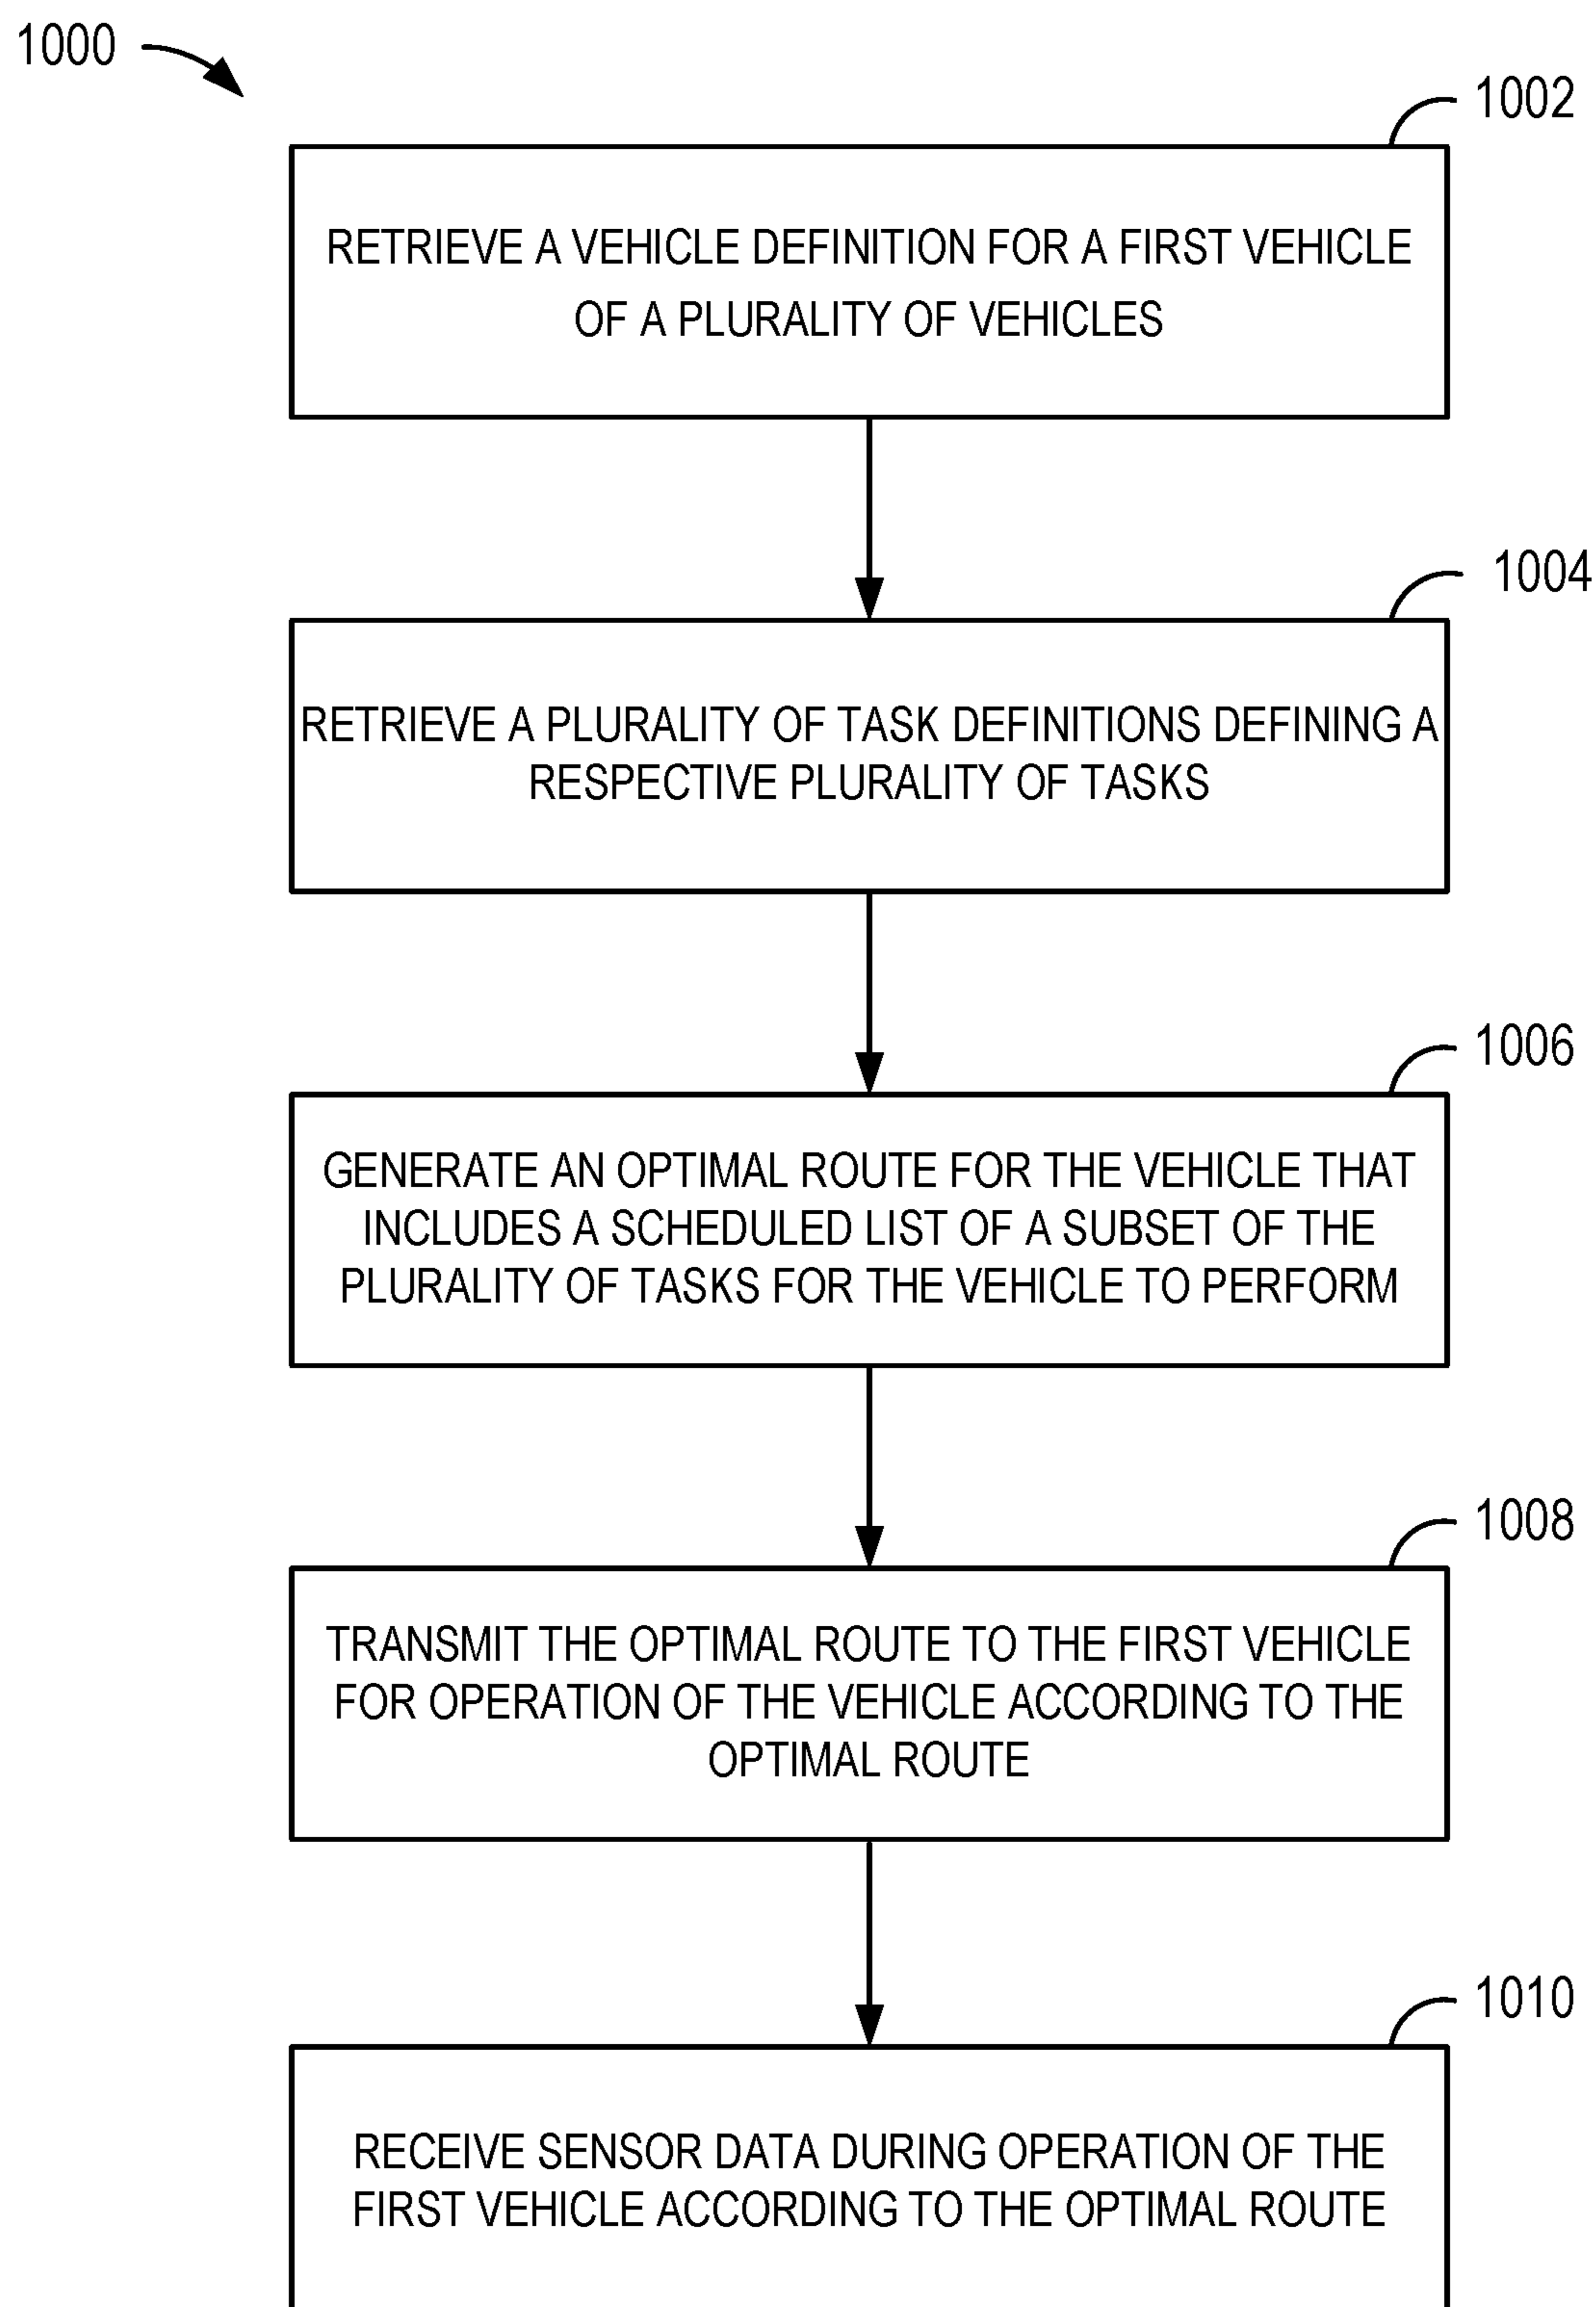 1000
1002
RETRIEVE A VEHICLE DEFINITION FOR A FIRST VEHICLE
OF A PLURALITY OF VEHICLES
1004
RETRIEVE A PLURALITY OF TASK DEFINITIONS DEFINING A
RESPECTIVE PLURALITY OF TASKS
1006
GENERATE AN OPTIMAL ROUTE FOR THE VEHICLE THAT
INCLUDES A SCHEDULED LIST OF A SUBSET OF THE
PLURALITY OF TASKS FOR THE VEHICLE TO PERFORM
1008
TRANSMIT THE OPTIMAL ROUTE TO THE FIRST VEHICLE
FOR OPERATION OF THE VEHICLE ACCORDING TO THE
OPTIMAL ROUTE
1010
RECEIVE SENSOR DATA DURING OPERATION OF THE
FIRST VEHICLE ACCORDING TO THE OPTIMAL ROUTE